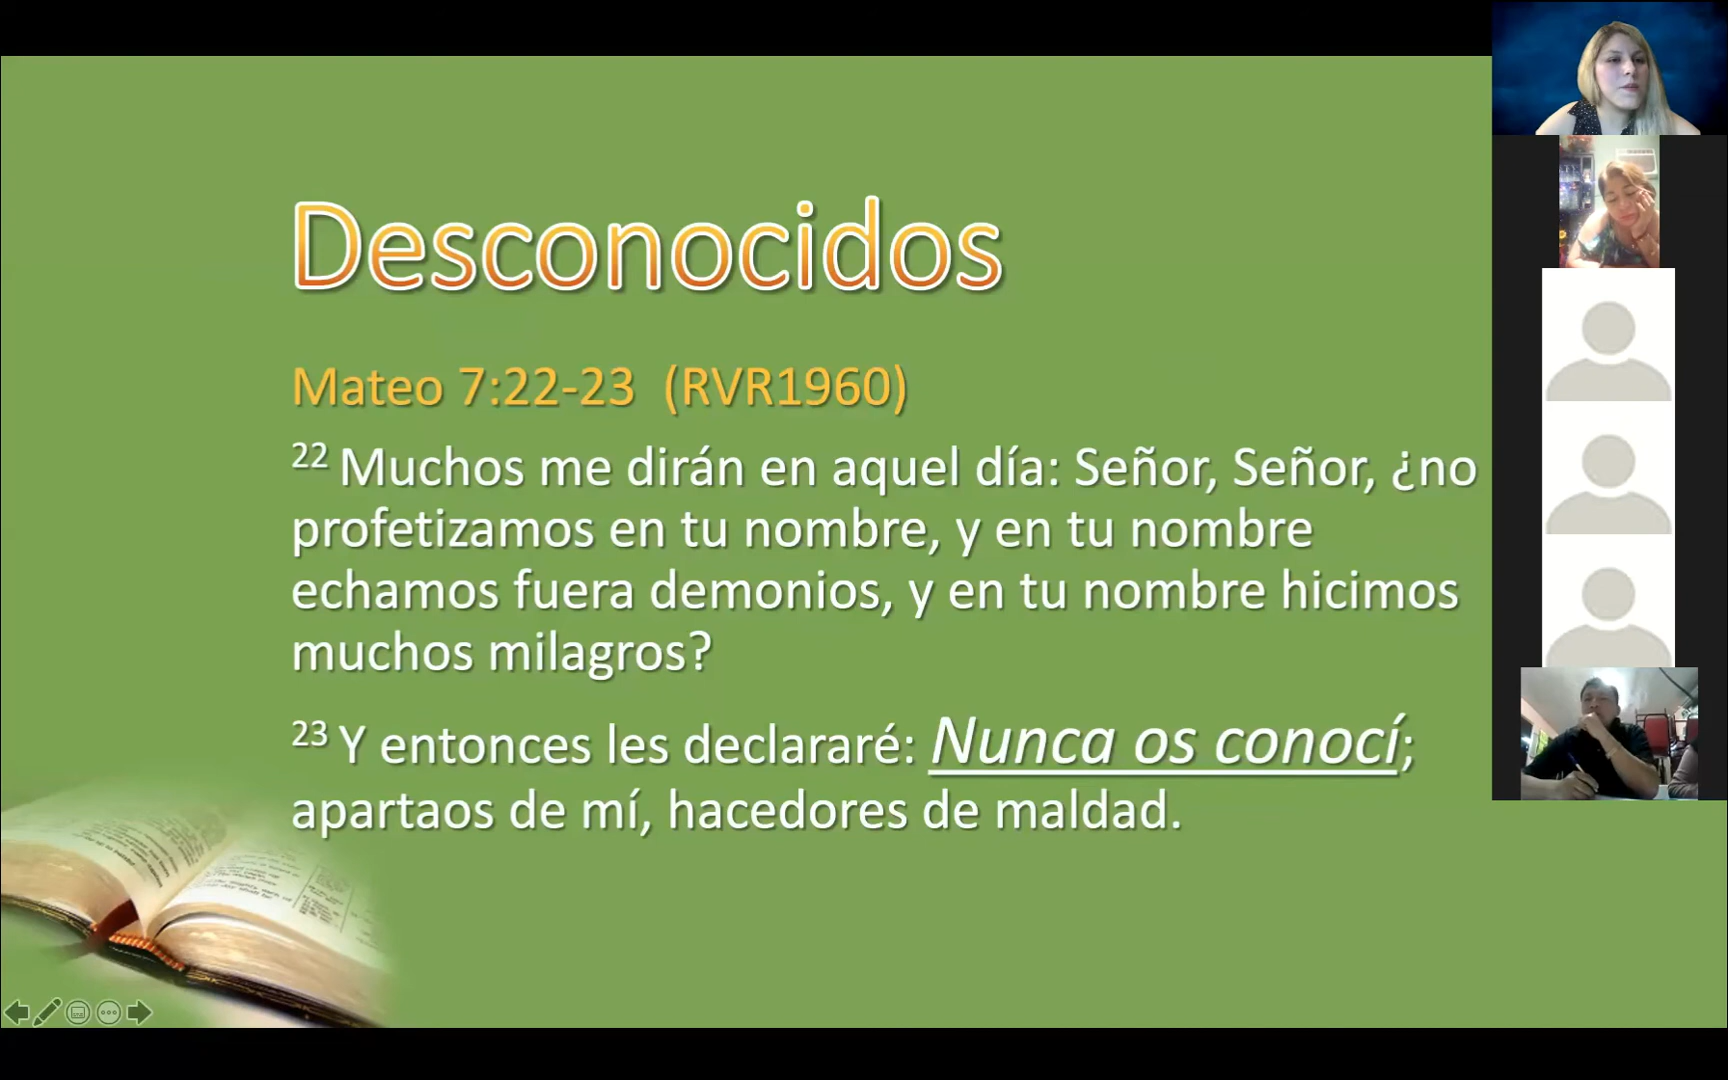 Desconocidos
Mateo 7:22-23 (RVR1960)
22 Muchos me dirán en aquel día: Señor, Señor, ¿no
profetizamos en tu nombre, y en tu nombre
echamos fuera demonios, y en tu nombre hicimos
muchos milagros?
23 Y entonces les declararé: Nunca os conocí;
apartaos de mí, hacedores de maldad.